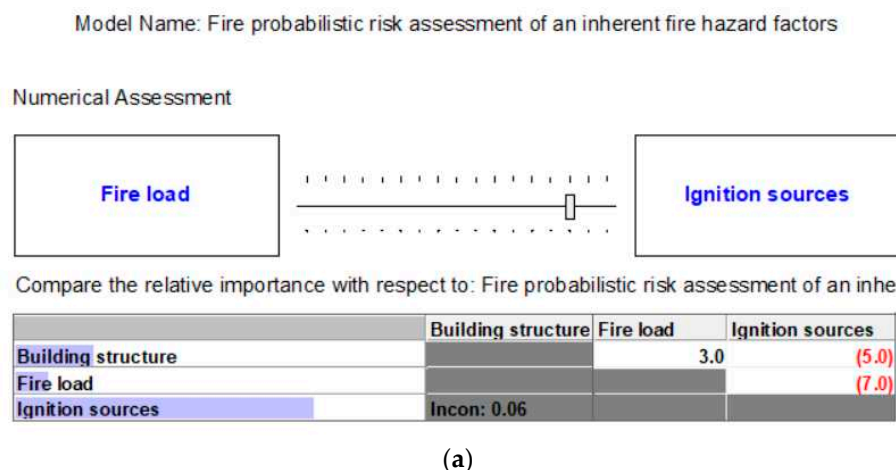 Model Name: Fire probabilistic risk assessment of an inherent fire hazard factors
Numerical Assessment
Fire load
Ignition sources
Compare the relative importance with respect to: Fire probabilistic risk assessment of an inhe
Building structure Fire load Ignition sources
Building structure 3.0 (5.0)
Fire load (7.0)
Ignition sources Incon: 0.06
(a)